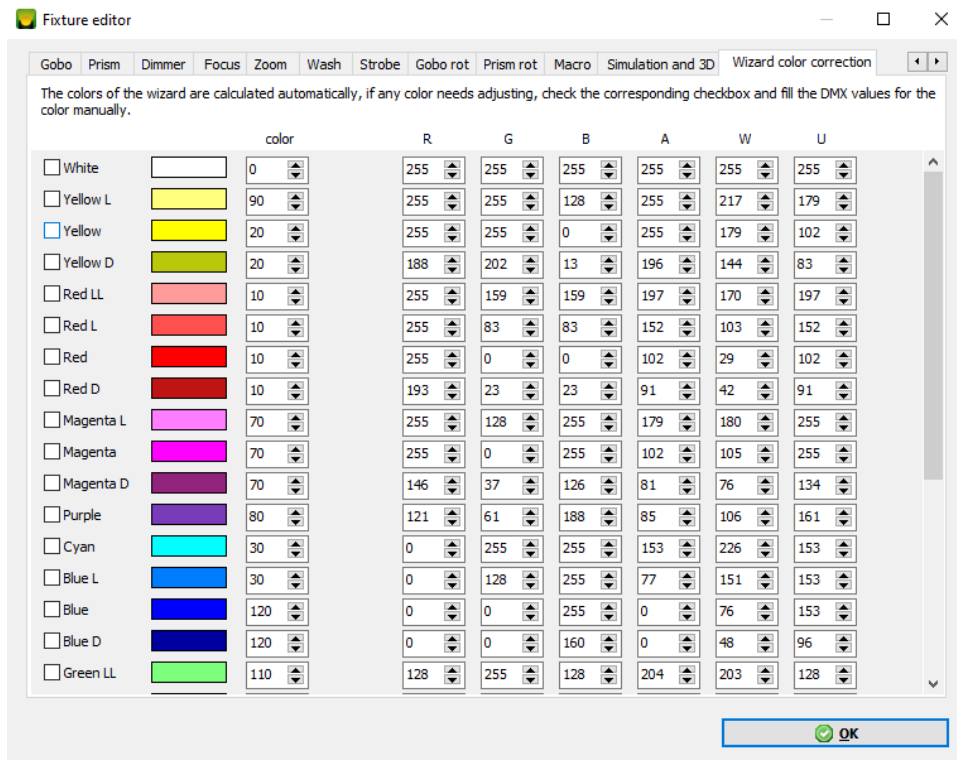 Fixture editor
Gobo Prism Dimmer Focus Zoom Wash Strobe Gobo rot Prism rot Macro Simulation and 3D Wizard color correction
The colors of the wizard are calculated automatically, if any color needs adjusting, check the corresponding checkbox and fill the DMX values for the
color manually.
color R G B A W U
White 0 255 255 255 255 255 255
Yellow L 90 255 255 128 255 217 179
Yellow 20 255 255 0 255 179 102
Yellow D 20 188 202 13 196 144 83
Red LL 10 255 159 159 197 170 197
Red L 10 255 83 83 152 103 152
Red 10 255 0 0 102 29 102
Red D 10 193 23 23 91 42 91
Magenta L 70 255 128 255 179 180 255
Magenta 70 255 0 255 102 105 255
Magenta D 70 146 37 126 81 76 134
Purple 80 121 61 188 85 106 161
Cyan 30 0 255 255 153 226 153
Blue L 30 0 128 255 77 151 153
Blue 120 0 0 255 0 76 153
Blue D 120 0 0 160 0 48 96
Green LL 110 128 255 128 204 203 128
OK